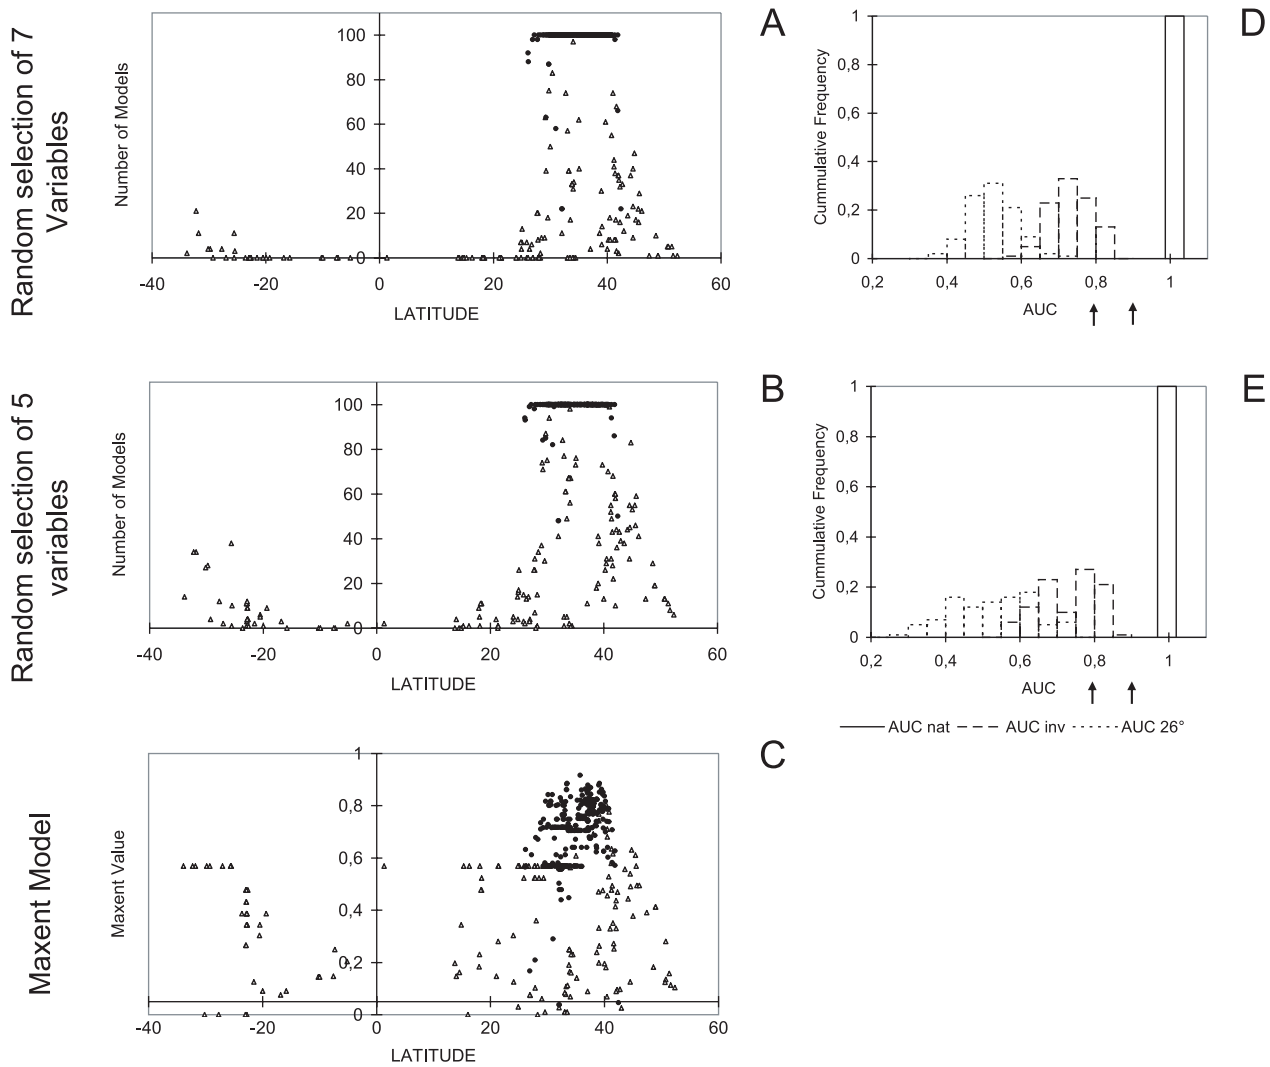 Random selection of 7
Variables
Number of Models
100
80
60
40
20
0
-40 -20 0 20 40 60
LATITUDE
A
Cummulative Frequency
1
0,8
0,6
0,4
0,2
0
0,2 0,4 0,6 0,8 1
AUC
D
Random selection of 5
variables
Number of Models
100
80
60
40
20
0
-40 -20 0 20 40 60
LATITUDE
B
Cummulative Frequency
1
0,8
0,6
0,4
0,2
0
0,2 0,4 0,6 0,8 1
AUC
E
AUC nat AUC inv AUC 26°
Maxent Model
Maxent Value
1
0,8
0,6
0,4
0,2
0
-40 -20 0 20 40 60
LATITUDE
C